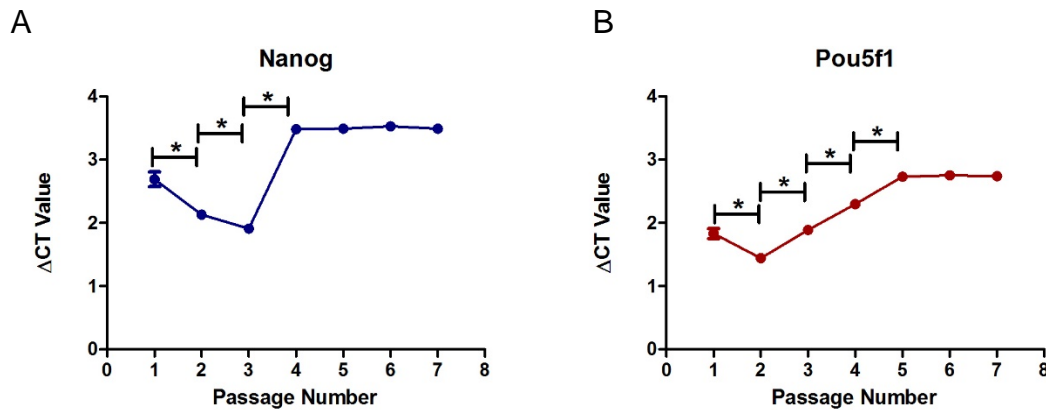 A
Nanog
4
3
2
1
0
ΔCT Value
* * *
0 1 2 3 4 5 6 7 8
Passage Number
B
Pou5f1
4
3
2
1
0
ΔCT Value
* * * *
0 1 2 3 4 5 6 7 8
Passage Number